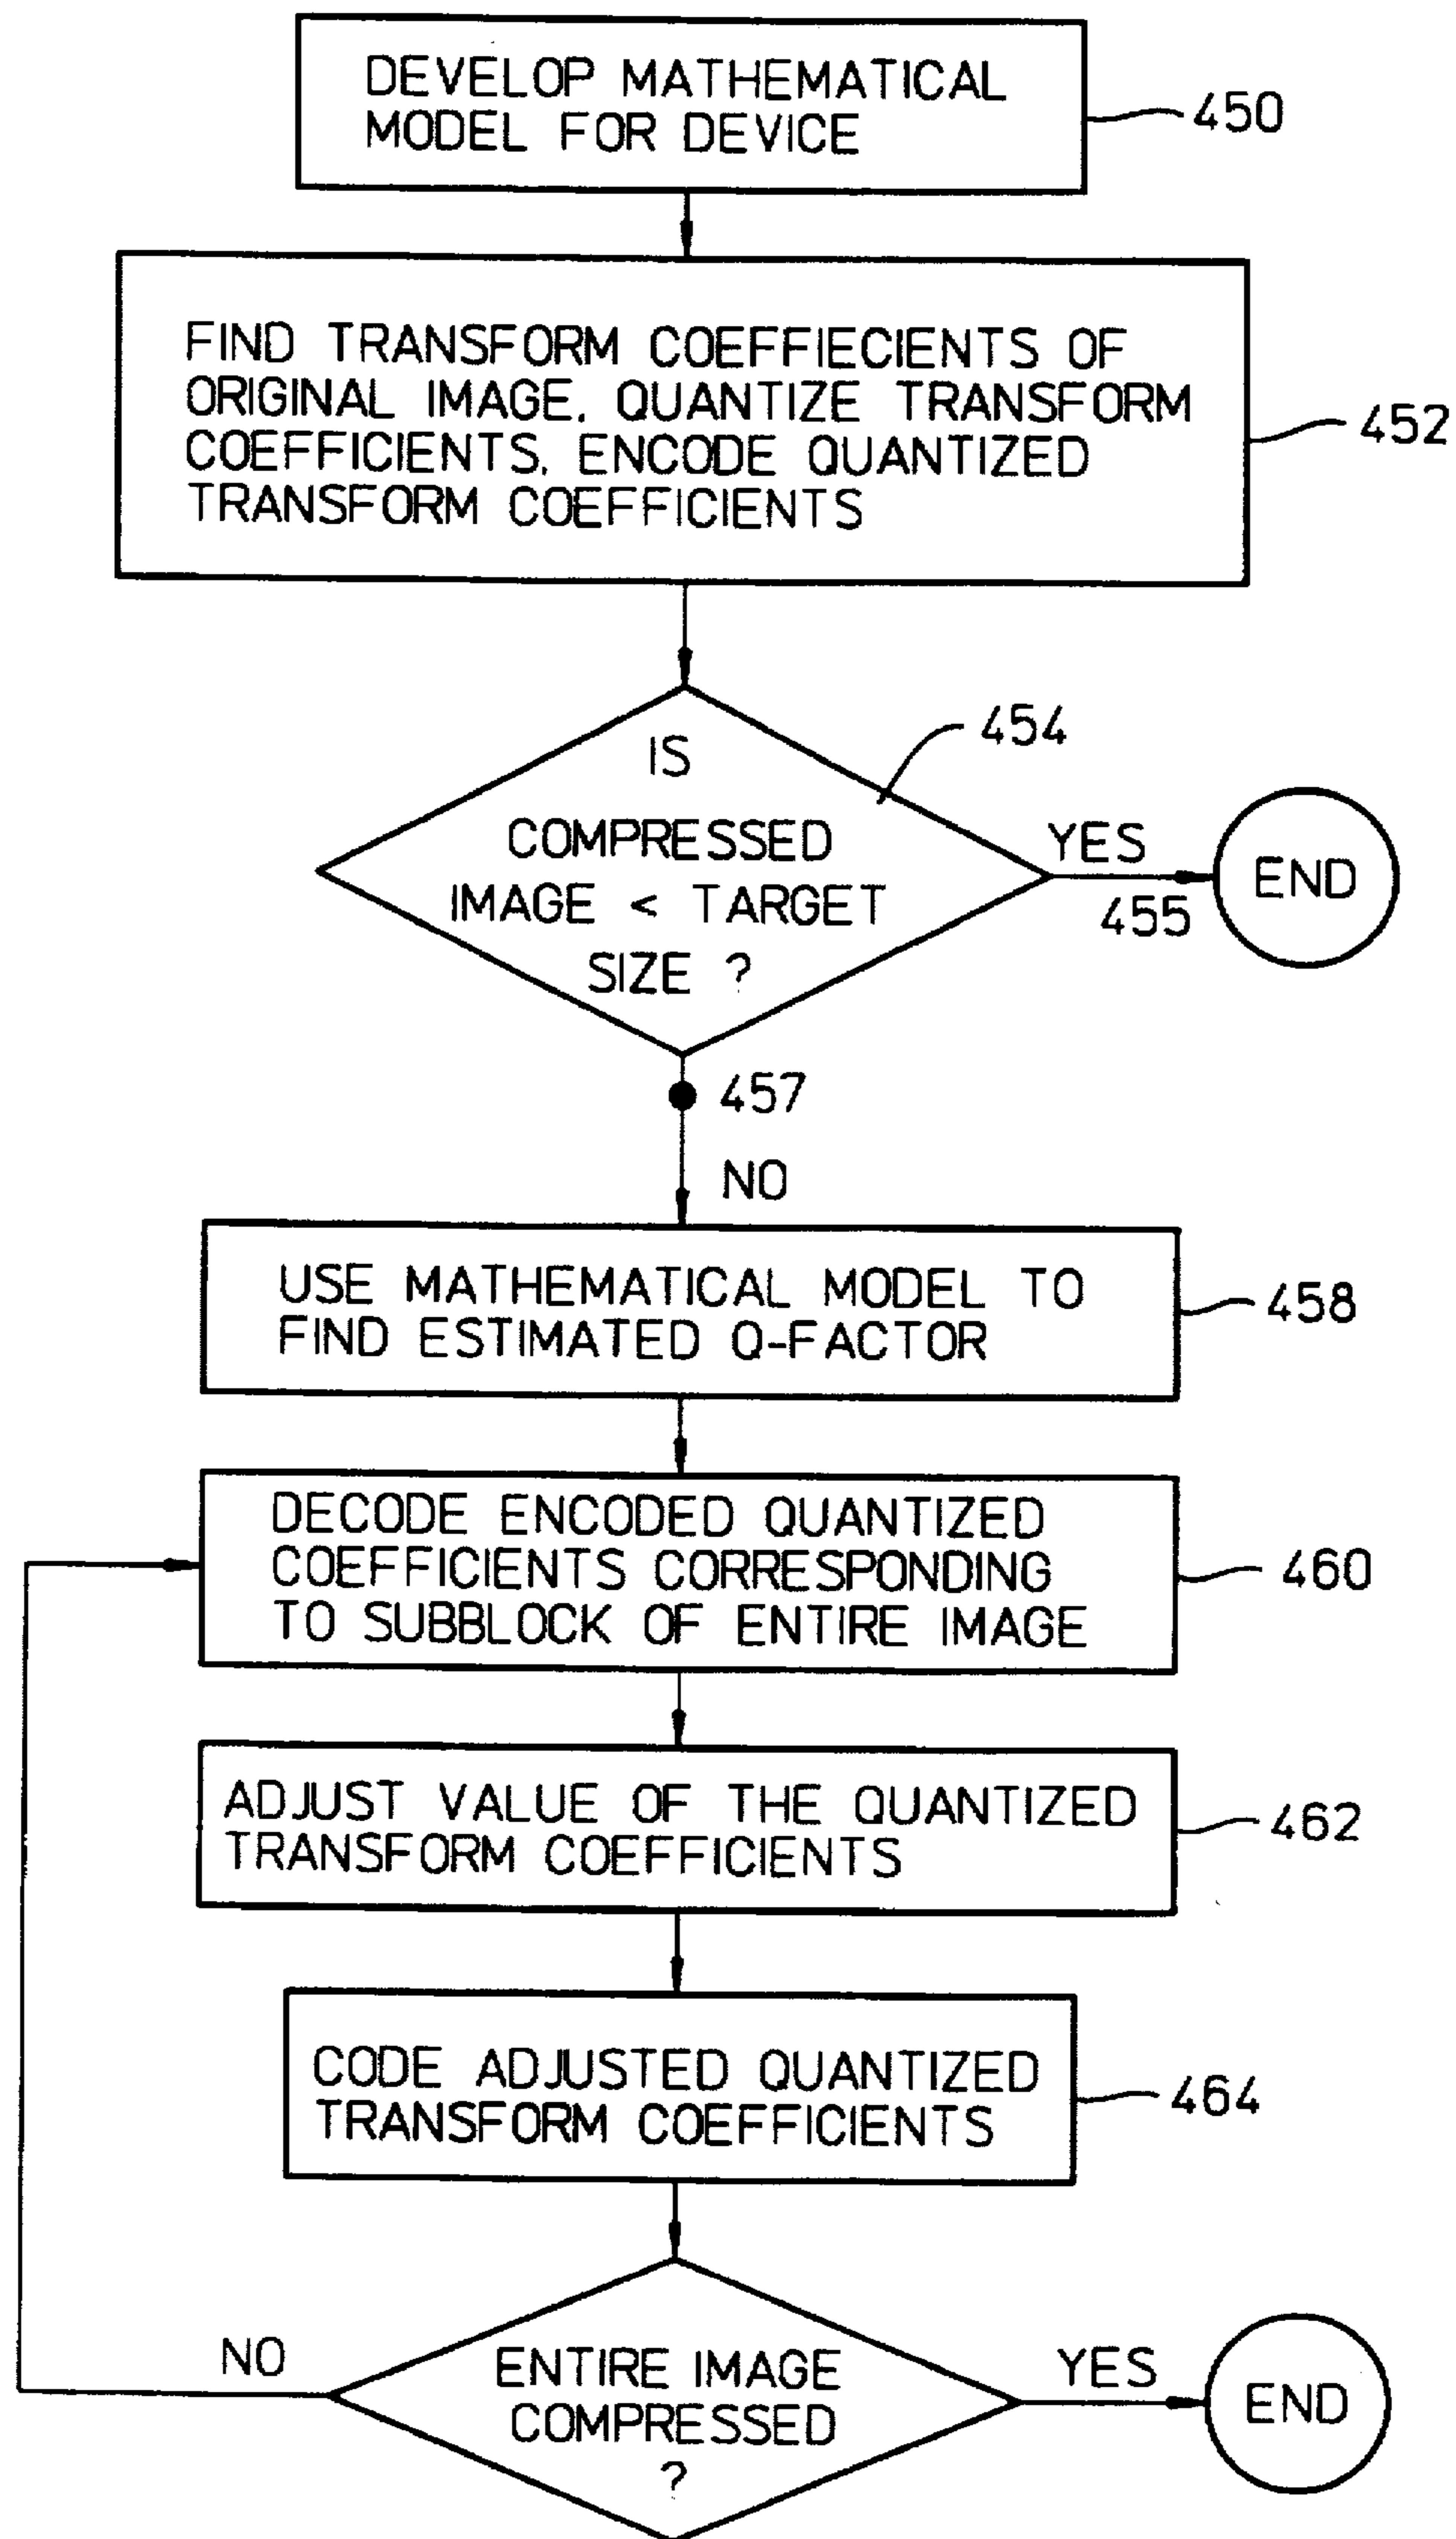 DEVELOP MATHEMATICAL
MODEL FOR DEVICE
450
FIND TRANSFORM COEFFIECIENTS OF
ORIGINAL IMAGE, QUANTIZE TRANSFORM
COEFFICIENTS, ENCODE QUANTIZED
TRANSFORM COEFFICIENTS
452
IS
COMPRESSED
IMAGE < TARGET
SIZE ?
454
YES
455
END
457
NO
USE MATHEMATICAL MODEL TO
FIND ESTIMATED Q-FACTOR
458
DECODE ENCODED QUANTIZED
COEFFICIENTS CORRESPONDING
TO SUBBLOCK OF ENTIRE IMAGE
460
ADJUST VALUE OF THE QUANTIZED
TRANSFORM COEFFICIENTS
462
CODE ADJUSTED QUANTIZED
TRANSFORM COEFFICIENTS
464
NO
ENTIRE IMAGE
COMPRESSED
?
YES
END